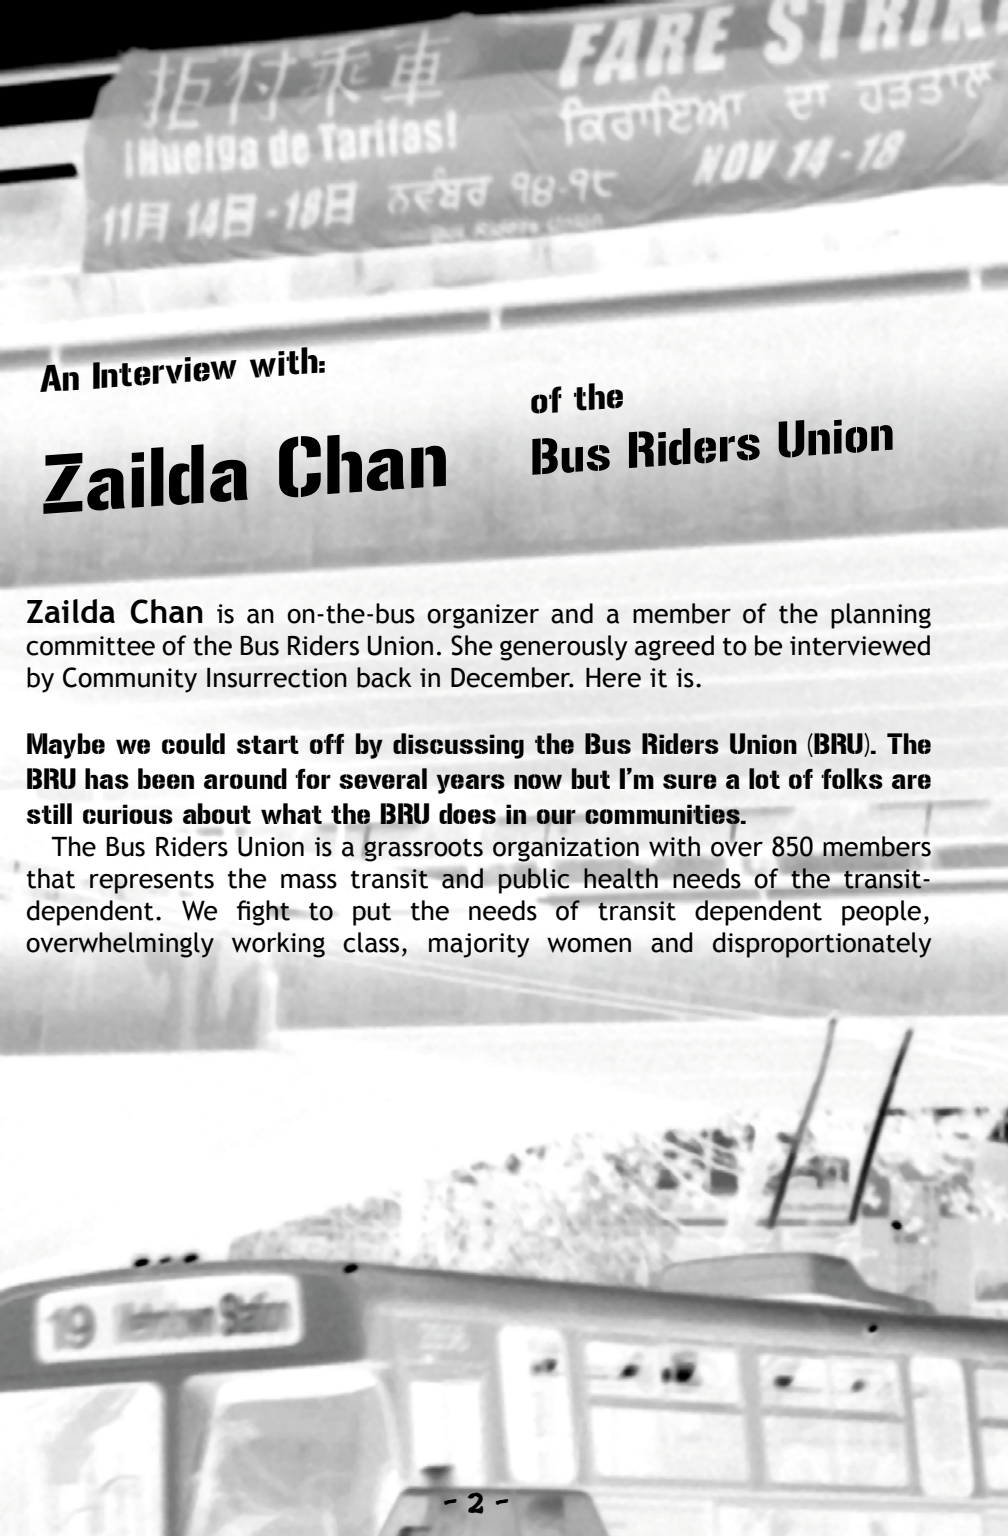 拒付乘車
FARE STRIKE
¡Huelga de Tarifas!
ਕਿਰਾਇਆ ਦਾ ਹੜਤਾਲ
NOV 14 - 18
11月 14日 - 18日
ਨਵੰਬਰ ੧੪-੧੮
Bus Riders Union
An Interview with:
Zailda Chan
of the
Bus Riders Union
Zailda Chan is an on-the-bus organizer and a member of the planning
committee of the Bus Riders Union. She generously agreed to be interviewed
by Community Insurrection back in December. Here it is.
Maybe we could start off by discussing the Bus Riders Union (BRU). The
BRU has been around for several years now but I'm sure a lot of folks are
still curious about what the BRU does in our communities.
The Bus Riders Union is a grassroots organization with over 850 members
that represents the mass transit and public health needs of the transit-
dependent. We fight to put the needs of transit dependent people,
overwhelmingly working class, majority women and disproportionately
19
Station
- 2 -